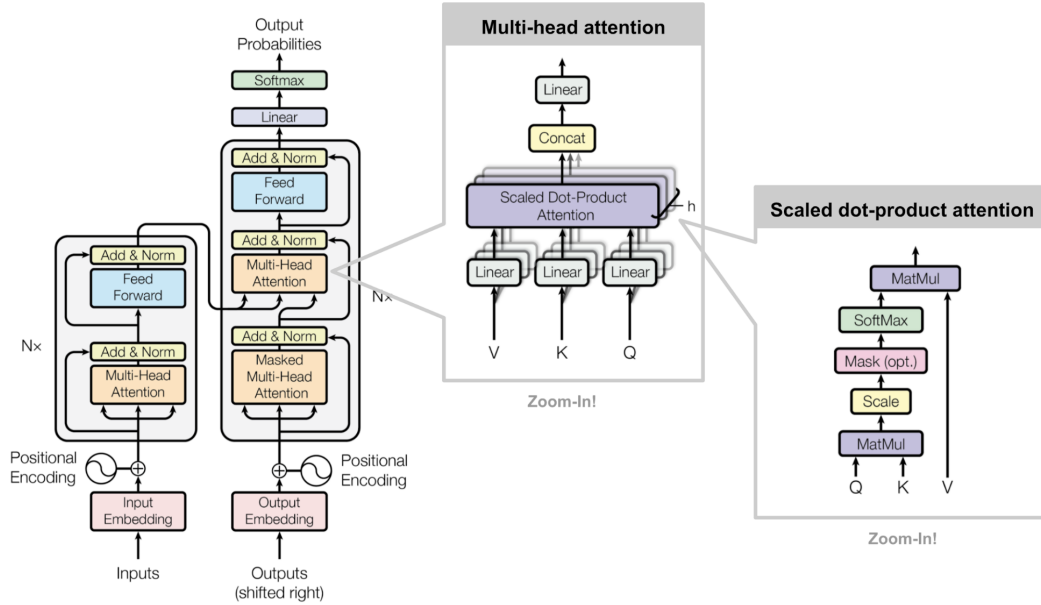 Output
Probabilities
Softmax
Linear
Add & Norm
Feed
Forward
Add & Norm
Multi-Head
Attention
N×
Add & Norm
Masked
Multi-Head
Attention
Add & Norm
Feed
Forward
N×
Add & Norm
Multi-Head
Attention
Positional
Encoding
Positional
Encoding
Input
Embedding
Output
Embedding
Inputs
Outputs
(shifted right)
Multi-head attention
Linear
Concat
Scaled Dot-Product
Attention
h
Linear
Linear
Linear
V
K
Q
Zoom-In!
Scaled dot-product attention
MatMul
SoftMax
Mask (opt.)
Scale
MatMul
Q
K
V
Zoom-In!